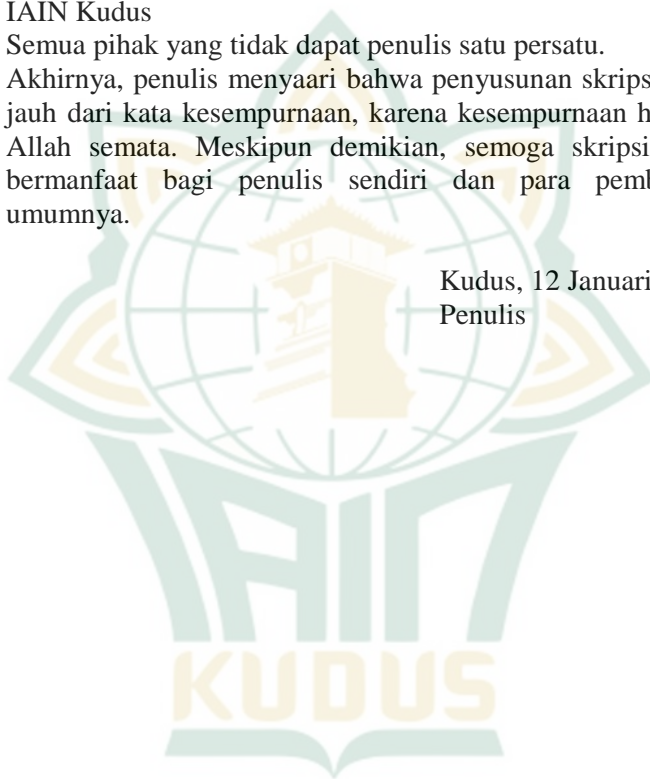 IAIN Kudus
Semua pihak yang tidak dapat penulis satu persatu.
Akhirnya, penulis menyaari bahwa penyusunan skrips
jauh dari kata kesempurnaan, karena kesempurnaan h
Allah semata. Meskipun demikian, semoga skripsi
bermanfaat bagi penulis sendiri dan para pemb
umumnya.
Kudus, 12 Januari
Penulis
IAIN
KUDUS